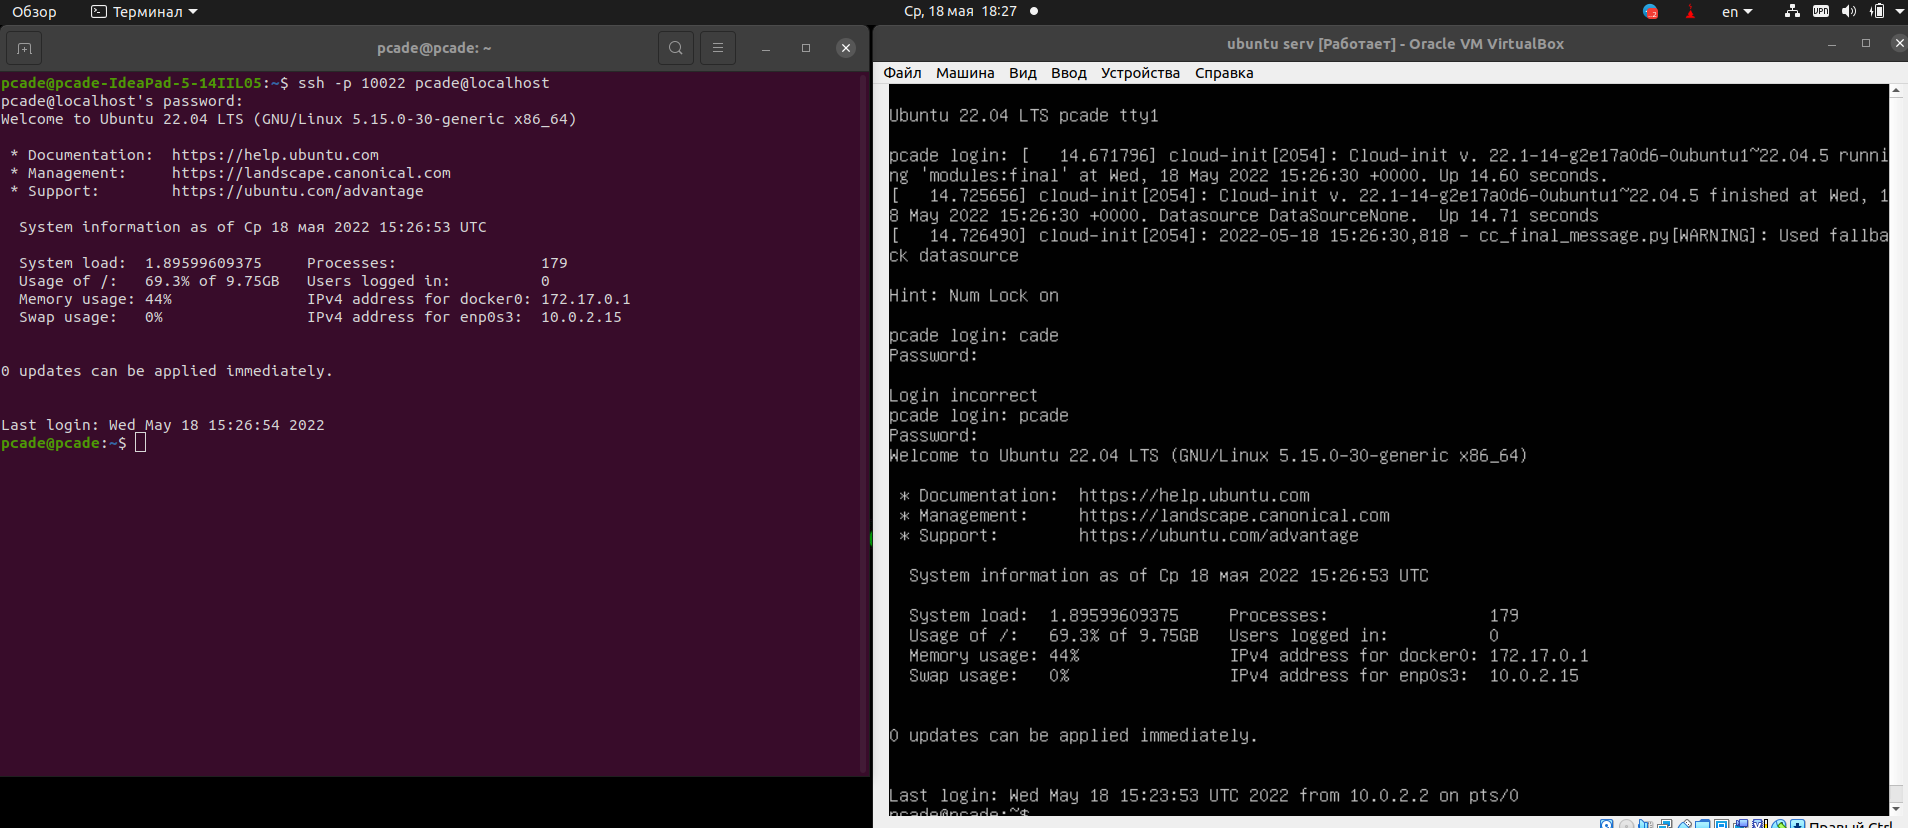 Обзор Терминал Ср, 18 мая 18:27 en VPN
pcade@pcade: ~
pcade@pcade-IdeaPad-5-14IIL05:~$ ssh -p 10022 pcade@localhost
pcade@localhost's password:
Welcome to Ubuntu 22.04 LTS (GNU/Linux 5.15.0-30-generic x86_64)
* Documentation: https://help.ubuntu.com
* Management: https://landscape.canonical.com
* Support: https://ubuntu.com/advantage
System information as of Ср 18 мая 2022 15:26:53 UTC
System load: 1.89599609375 Processes: 179
Usage of /: 69.3% of 9.75GB Users logged in: 0
Memory usage: 44% IPv4 address for docker0: 172.17.0.1
Swap usage: 0% IPv4 address for enp0s3: 10.0.2.15
0 updates can be applied immediately.
Last login: Wed May 18 15:26:54 2022
pcade@pcade:~$
ubuntu serv [Работает] - Oracle VM VirtualBox
Файл Машина Вид Ввод Устройства Справка
Ubuntu 22.04 LTS pcade tty1
pcade login: [ 14.671796] cloud-init[2054]: Cloud-init v. 22.1-14-g2e17a0d6-0ubuntu1~22.04.5 runni
ng 'modules:final' at Wed, 18 May 2022 15:26:30 +0000. Up 14.60 seconds.
[ 14.725656] cloud-init[2054]: Cloud-init v. 22.1-14-g2e17a0d6-0ubuntu1~22.04.5 finished at Wed, 1
8 May 2022 15:26:30 +0000. Datasource DataSourceNone. Up 14.71 seconds
[ 14.726490] cloud-init[2054]: 2022-05-18 15:26:30,818 - cc_final_message.py[WARNING]: Used fallba
ck datasource
Hint: Num Lock on
pcade login: cade
Password:
Login incorrect
pcade login: pcade
Password:
Welcome to Ubuntu 22.04 LTS (GNU/Linux 5.15.0-30-generic x86_64)
* Documentation: https://help.ubuntu.com
* Management: https://landscape.canonical.com
* Support: https://ubuntu.com/advantage
System information as of Ср 18 мая 2022 15:26:53 UTC
System load: 1.89599609375 Processes: 179
Usage of /: 69.3% of 9.75GB Users logged in: 0
Memory usage: 44% IPv4 address for docker0: 172.17.0.1
Swap usage: 0% IPv4 address for enp0s3: 10.0.2.15
0 updates can be applied immediately.
Last login: Wed May 18 15:23:53 UTC 2022 from 10.0.2.2 on pts/0
pcade@pcade:~$
Правый Ctrl